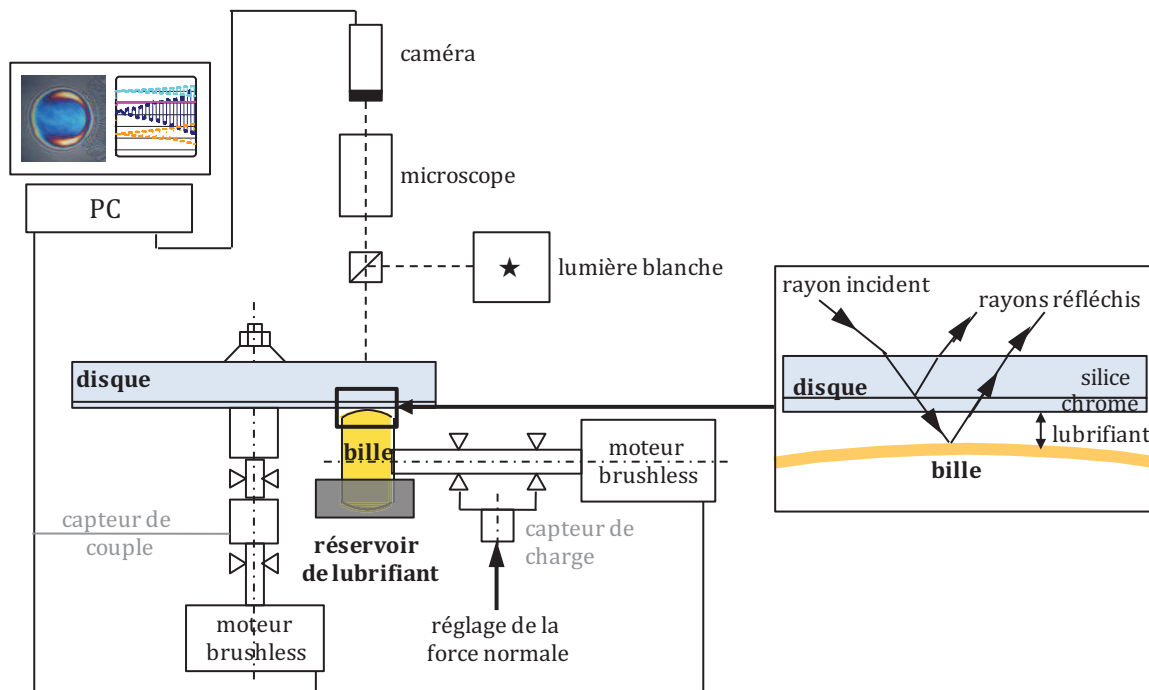 caméra
microscope
PC
lumière blanche
disque
bille
moteur
brushless
capteur de
couple
réservoir
de lubrifiant
capteur de
charge
moteur
brushless
réglage de la
force normale
rayon incident
rayons réfléchis
disque
silice
chrome
lubrifiant
bille